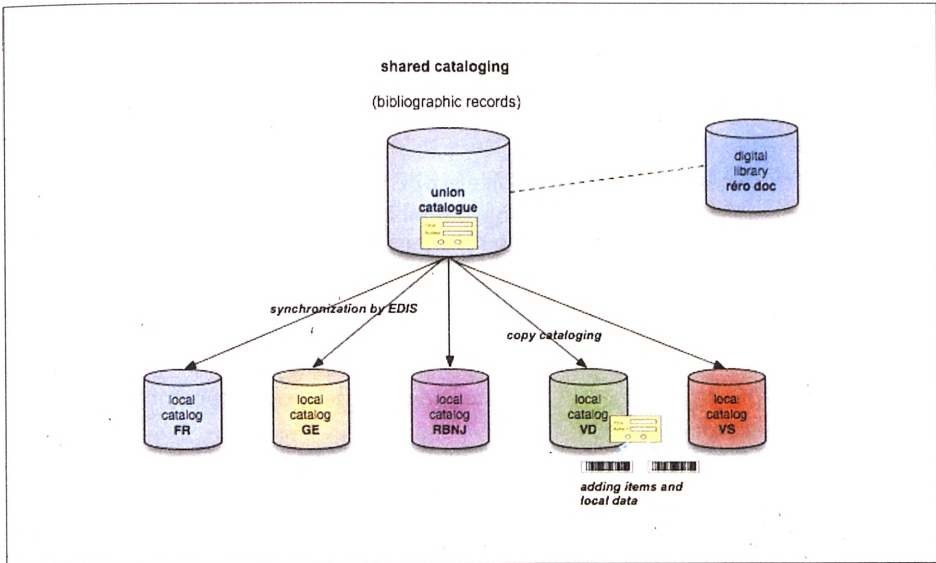 shared cataloging
(bibliographic records)
union
catalogue
digital
library
réro doc
synchronization by EDIS
copy cataloging
local
catalog
FR
local
catalog
GE
local
catalog
RBNJ
local
catalog
VD
local
catalog
VS
adding items and
local data